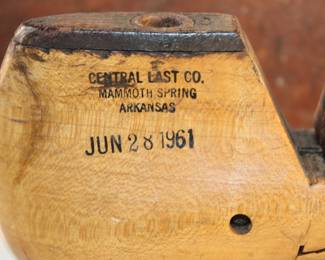 CENTRAL LAST CO.
MAMMOTH SPRING
ARKANSAS
JUN 28 1961